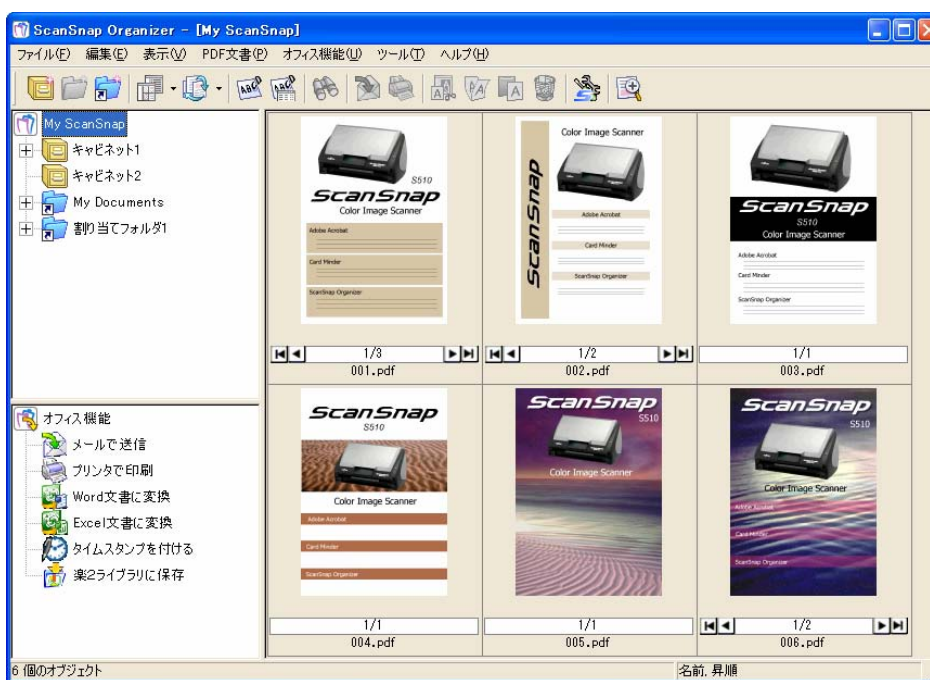 ScanSnap Organizer - [My ScanSnap]
ファイル(F) 編集(E) 表示(V) PDF文書(P) オフィス機能(U) ツール(T) ヘルプ(H)
My ScanSnap
キャビネット1
キャビネット2
My Documents
割り当てフォルダ1
オフィス機能
メールで送信
プリンタで印刷
Word文書に変換
Excel文書に変換
タイムスタンプを付ける
楽2ライブラリに保存
S510
ScanSnap
Color Image Scanner
Adobe Acrobat
Card Minder
ScanSnap Organizer
1/3
001.pdf
Color Image Scanner
ScanSnap
Adobe Acrobat
Card Minder
ScanSnap Organizer
1/2
002.pdf
ScanSnap
S510
Color Image Scanner
Adobe Acrobat
Card Minder
ScanSnap Organizer
1/1
003.pdf
ScanSnap
S510
Color Image Scanner
Adobe Acrobat
Card Minder
ScanSnap Organizer
1/1
004.pdf
ScanSnap
S510
Color Image Scanner
1/1
005.pdf
ScanSnap
S510
Color Image Scanner
Adobe Acrobat
Card Minder
ScanSnap Organizer
1/2
006.pdf
6 個のオブジェクト
名前, 昇順